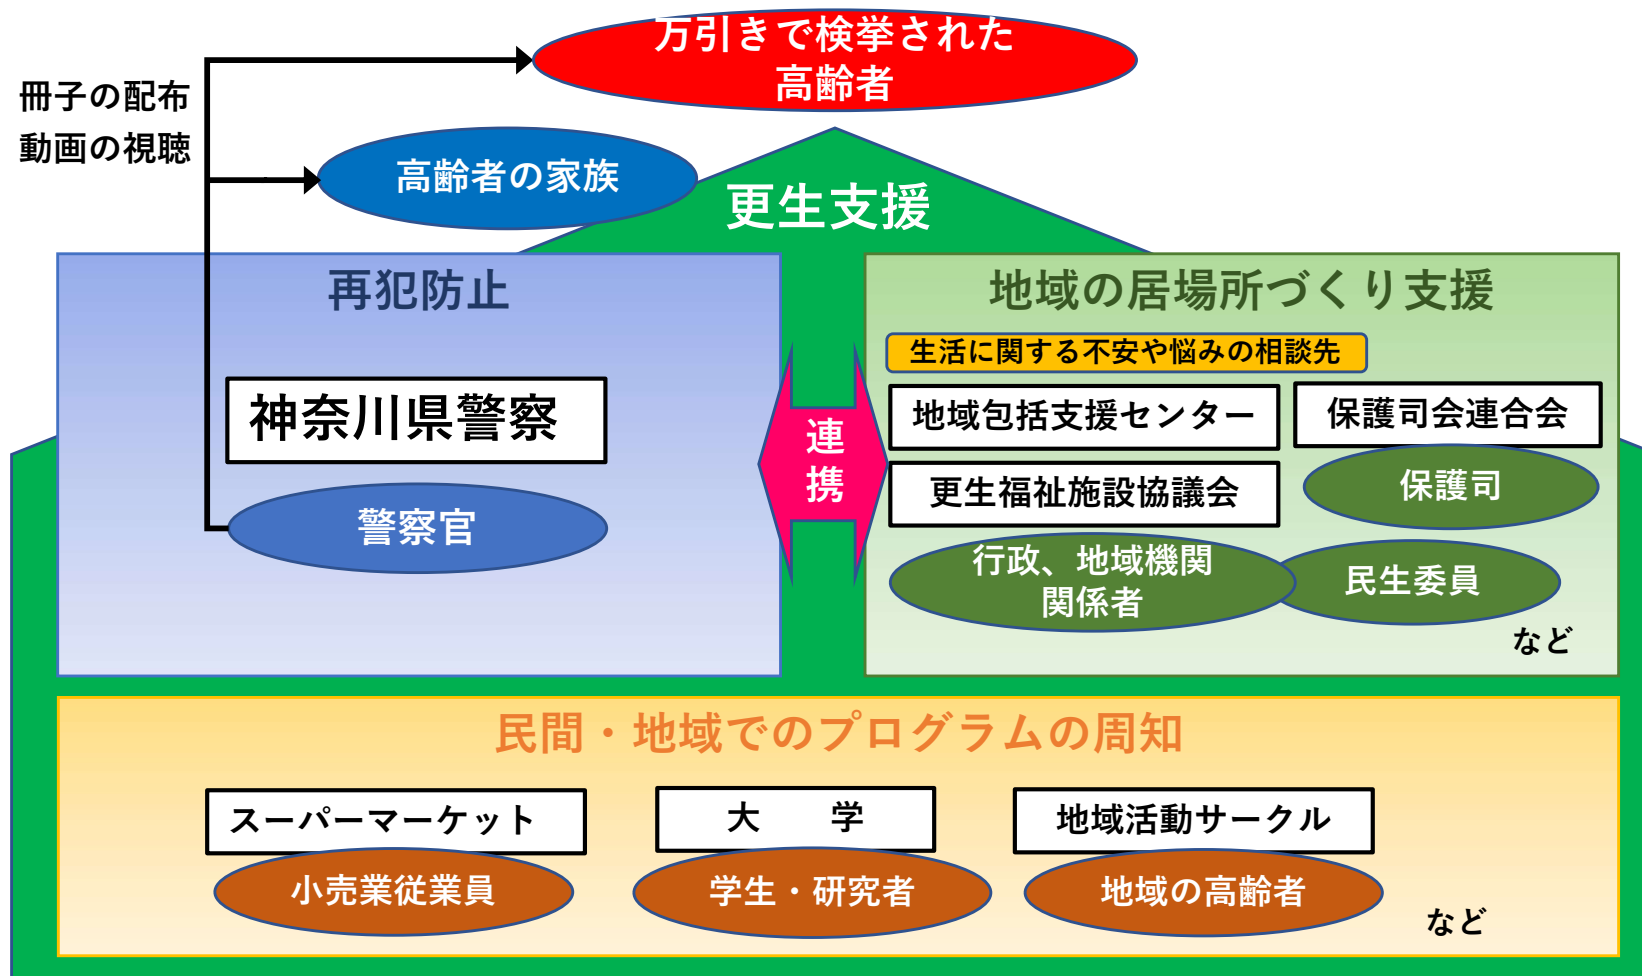 万引きで検挙された
高齢者
冊子の配布
動画の視聴
高齢者の家族
更生支援
再犯防止
神奈川県警察
警察官
連
携
地域の居場所づくり支援
生活に関する不安や悩みの相談先
地域包括支援センター
保護司会連合会
保護司
更生福祉施設協議会
行政、地域機関
関係者
民生委員
など
民間・地域でのプログラムの周知
スーパーマーケット
小売業従業員
大　学
学生・研究者
地域活動サークル
地域の高齢者
など